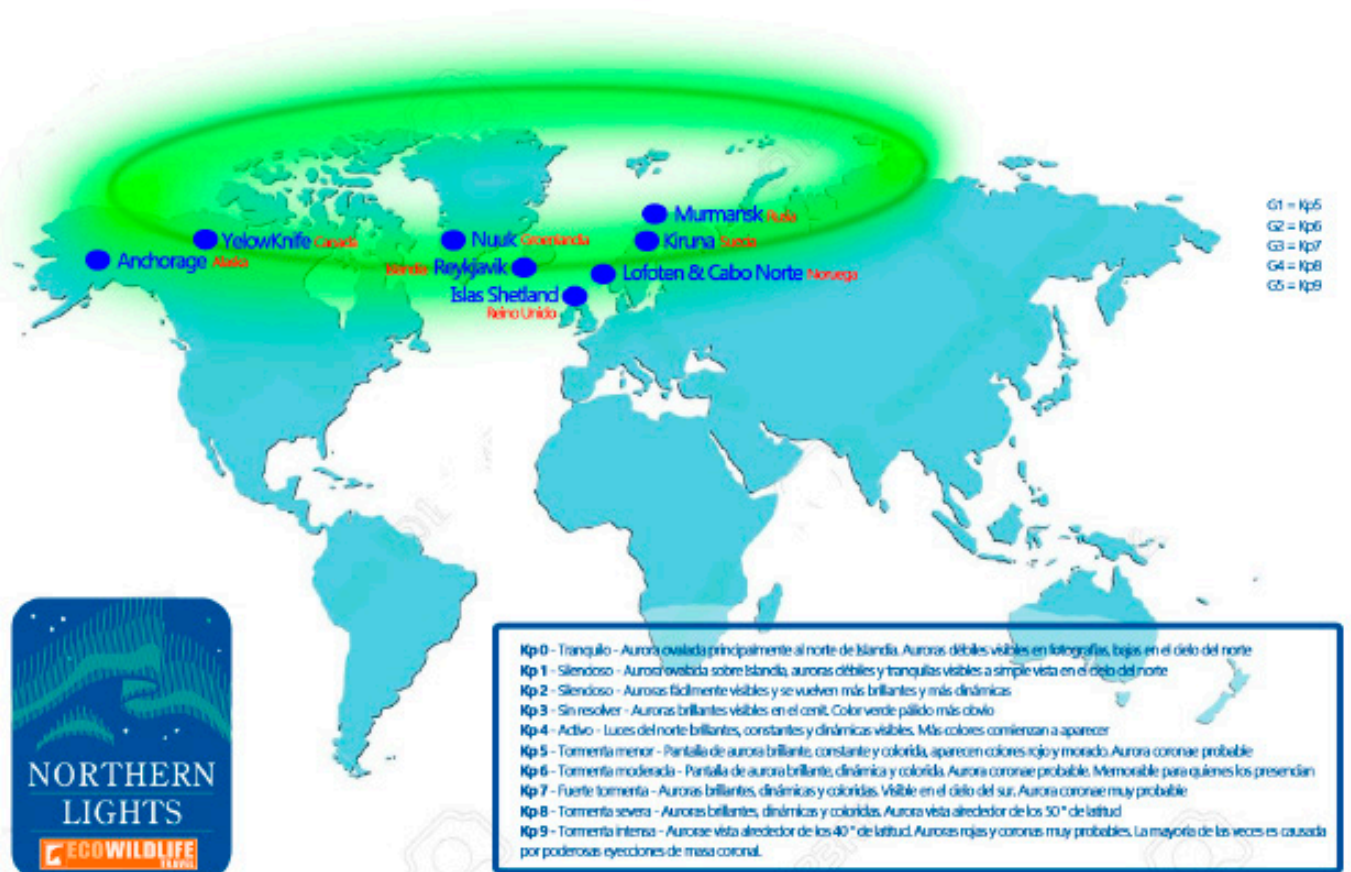 Murmansk Rusia
YelowKnife Canada
Nuuk Groenlandia
Kiruna Suecia
Anchorage Alaska
Islandia Reykjavik
Lofoten & Cabo Norte Noruega
Islas Shetland
Reino Unido
G1 = Kp5
G2 = Kp6
G3 = Kp7
G4 = Kp8
G5 = Kp9
Kp 0 - Tranquilo - Aurora ovalada principalmente al norte de Islandia. Auroras débiles visibles en fotografías, bajas en el cielo del norte
Kp 1 - Silencioso - Aurora ovalada sobre Islandia, auroras débiles y tranquilas visibles a simple vista en el cielo del norte
Kp 2 - Silencioso - Auroras fácilmente visibles y se vuelven más brillantes y más dinámicas
Kp 3 - Sin resolver - Auroras brillantes visibles en el cenit. Color verde pálido más obvio
Kp 4 - Activo - Luces del norte brillantes, constantes y dinámicas visibles. Más colores comienzan a aparecer
Kp 5 - Tormenta menor - Pantalla de aurora brillante, constante y colorida, aparecen colores rojo y morado. Aurora coronae probable
Kp 6 - Tormenta moderada - Pantalla de aurora brillante, dinámica y colorida. Aurora coronae probable. Memorable para quienes los presencian
Kp 7 - Fuerte tormenta - Auroras brillantes, dinámicas y coloridas. Visible en el cielo del sur. Aurora coronae muy probable
Kp 8 - Tormenta severa - Auroras brillantes, dinámicas y coloridas. Aurora vista alrededor de los 50° de latitud
Kp 9 - Tormenta intensa - Aurorae vista alrededor de los 40° de latitud. Auroras rojas y coronas muy probables. La mayoría de las veces es causada
por poderosas eyecciones de masa coronal.
NORTHERN
LIGHTS
ECOWILDLIFE
TRAVEL